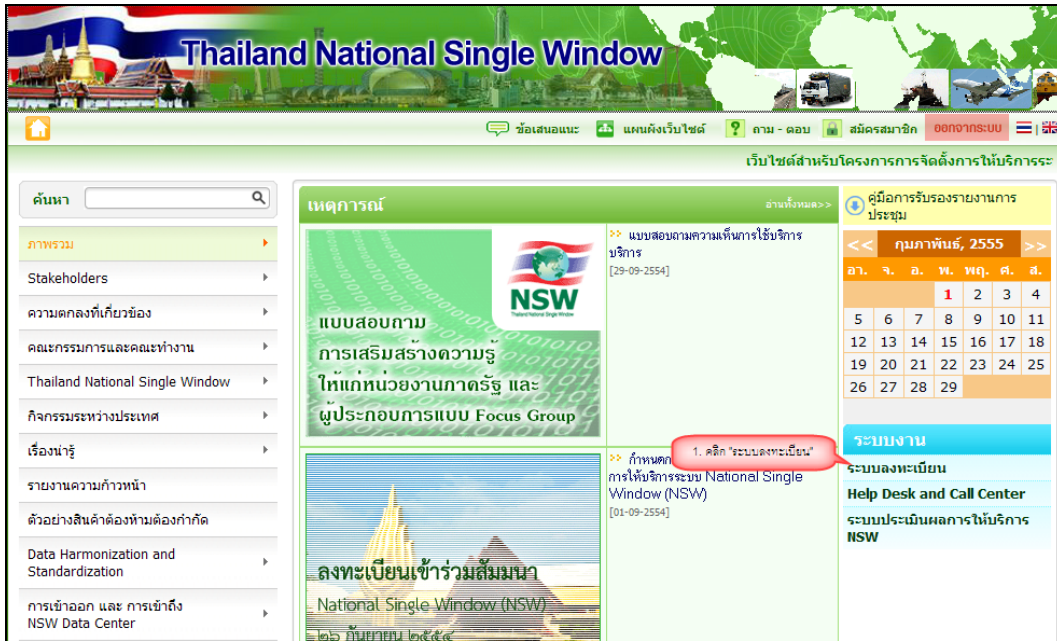 Thailand National Single Window
ข้อเสนอแนะ แผนผังเว็บไซต์ ถาม - ตอบ สมัครสมาชิก ออกจากระบบ |
เว็บไซต์สำหรับโครงการการจัดตั้งการให้บริการระ
ค้นหา
ภาพรวม
Stakeholders
ความตกลงที่เกี่ยวข้อง
คณะกรรมการและคณะทำงาน
Thailand National Single Window
กิจกรรมระหว่างประเทศ
เรื่องน่ารู้
รายงานความก้าวหน้า
ตัวอย่างสินค้าต้องห้ามต้องกำกัด
Data Harmonization and
Standardization
การเข้าออก และ การเข้าถึง
NSW Data Center
เหตุการณ์
อ่านทั้งหมด>>
NSW
Thailand National Single Window
แบบสอบถาม
การเสริมสร้างความรู้
ให้แก่หน่วยงานภาครัฐ และ
ผู้ประกอบการแบบ Focus Group
>> แบบสอบถามความเห็นการใช้บริการ
บริการ
[29-09-2554]
ลงทะเบียนเข้าร่วมสัมมนา
National Single Window (NSW)
๒๖ กันยายน ๒๕๕๔
>> กำหนดก
การให้บริการระบบ National Single
Window (NSW)
[01-09-2554]
1. คลิก "ระบบลงทะเบียน"
คู่มือการรับรองรายงานการ
ประชุม
<< กุมภาพันธ์, 2555 >>
อา. จ. อ. พ. พฤ. ศ. ส.
1 2 3 4
5 6 7 8 9 10 11
12 13 14 15 16 17 18
19 20 21 22 23 24 25
26 27 28 29
ระบบงาน
ระบบลงทะเบียน
Help Desk and Call Center
ระบบประเมินผลการให้บริการ
NSW